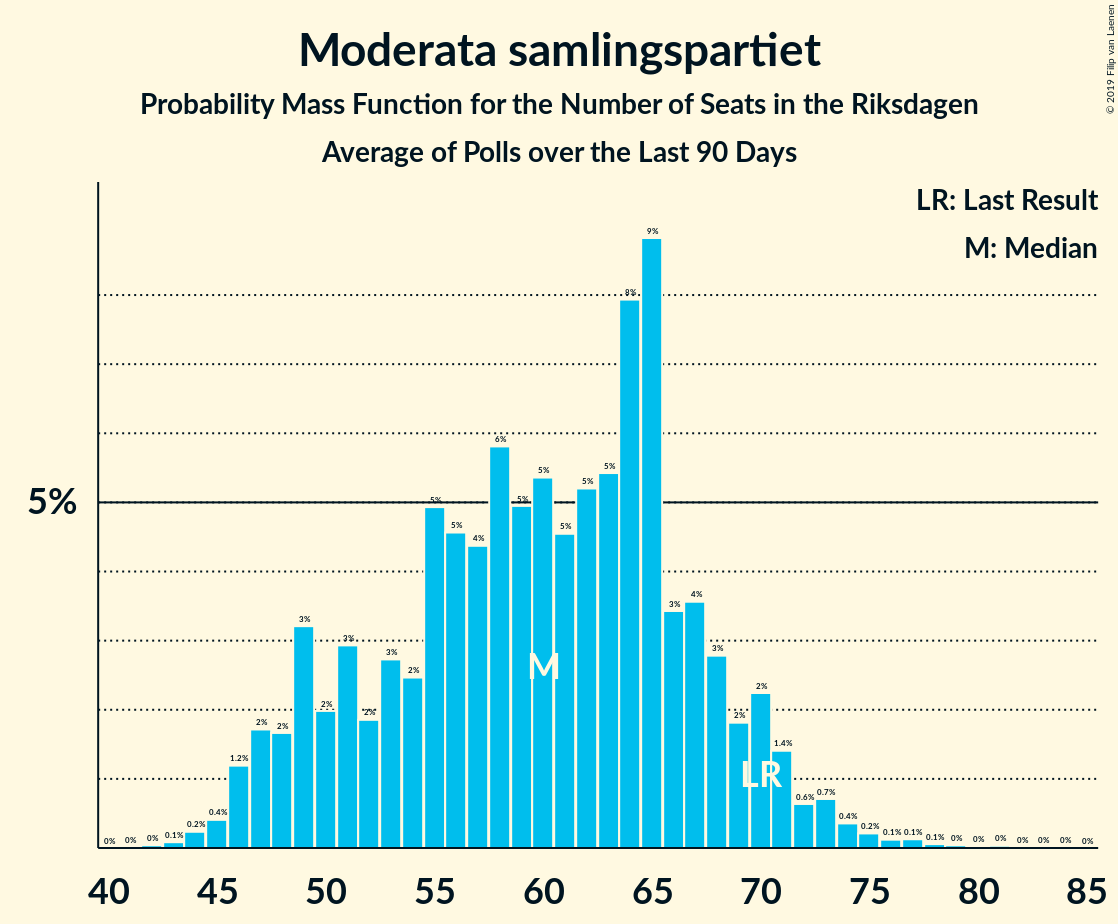 Moderata samlingspartiet
Probability Mass Function for the Number of Seats in the Riksdagen
Average of Polls over the Last 90 Days
© 2019 Filip van Laenen
LR: Last Result
M: Median
5%
0% 0% 0% 0.1% 0.2% 0.4% 1.2% 2% 2% 3% 2% 3% 2% 3% 2% 5% 5% 4% 6% 5% 5% 5% 5% 5% 8% 9% 3% 4% 3% 2% 2% 1.4% 0.6% 0.7% 0.4% 0.2% 0.1% 0.1% 0.1% 0% 0% 0% 0% 0% 0% 0%
M
LR
40 45 50 55 60 65 70 75 80 85